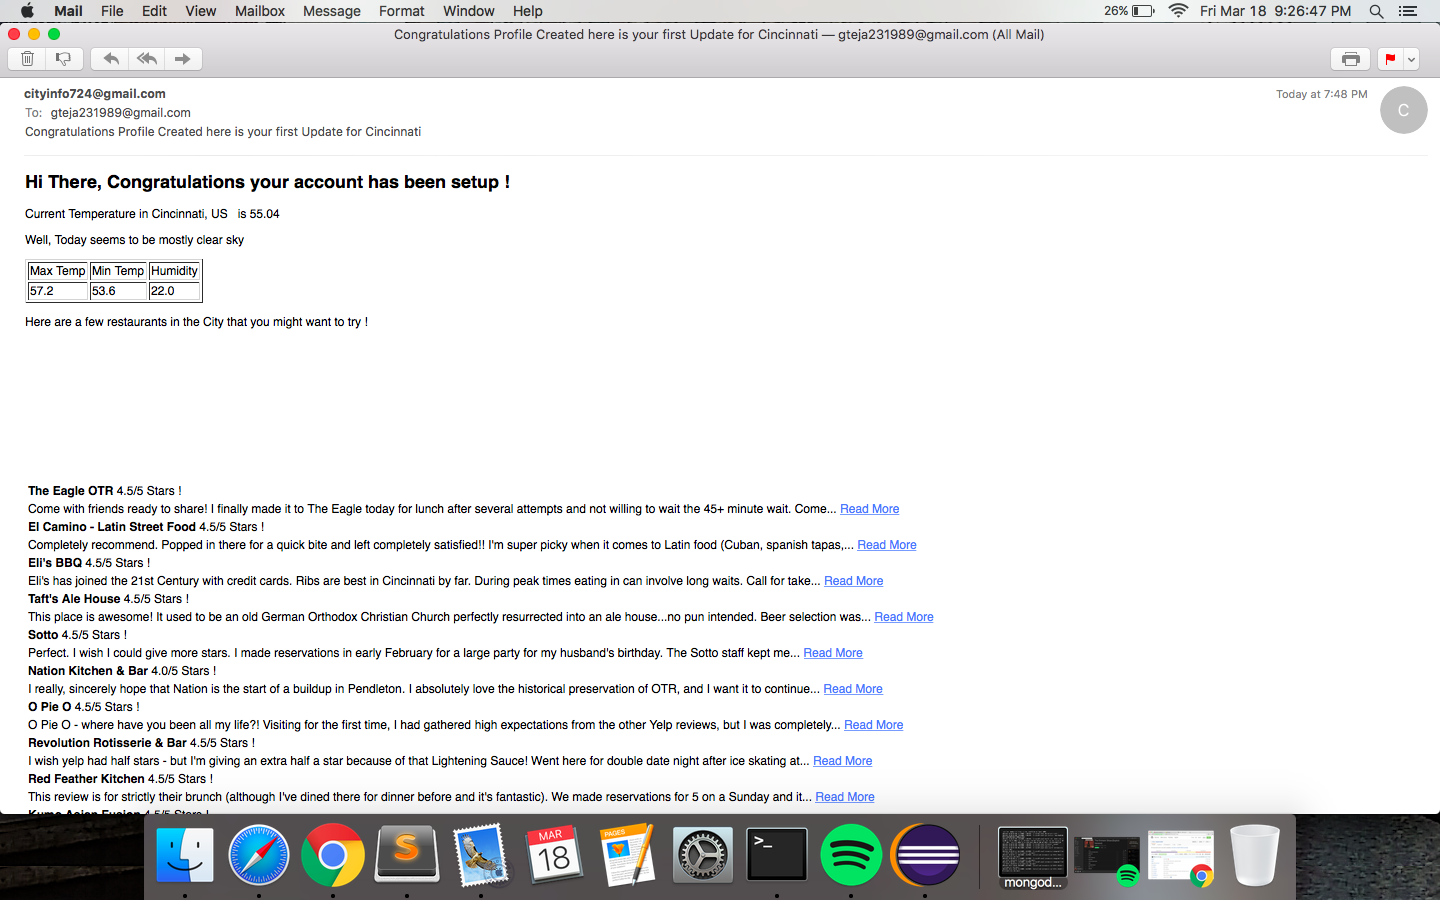 Mail File Edit View Mailbox Message Format Window Help 26% Fri Mar 18 9:26:47 PM
Congratulations Profile Created here is your first Update for Cincinnati — gteja231989@gmail.com (All Mail)
cityinfo724@gmail.com
Today at 7:48 PM
C
To: gteja231989@gmail.com
Congratulations Profile Created here is your first Update for Cincinnati
Hi There, Congratulations your account has been setup !
Current Temperature in Cincinnati, US is 55.04
Well, Today seems to be mostly clear sky
Max Temp Min Temp Humidity
57.2 53.6 22.0
Here are a few restaurants in the City that you might want to try !
The Eagle OTR 4.5/5 Stars !
Come with friends ready to share! I finally made it to The Eagle today for lunch after several attempts and not willing to wait the 45+ minute wait. Come... Read More
El Camino - Latin Street Food 4.5/5 Stars !
Completely recommend. Popped in there for a quick bite and left completely satisfied!! I'm super picky when it comes to Latin food (Cuban, spanish tapas,... Read More
Eli's BBQ 4.5/5 Stars !
Eli's has joined the 21st Century with credit cards. Ribs are best in Cincinnati by far. During peak times eating in can involve long waits. Call for take... Read More
Taft's Ale House 4.5/5 Stars !
This place is awesome! It used to be an old German Orthodox Christian Church perfectly resurrected into an ale house...no pun intended. Beer selection was... Read More
Sotto 4.5/5 Stars !
Perfect. I wish I could give more stars. I made reservations in early February for a large party for my husband's birthday. The Sotto staff kept me... Read More
Nation Kitchen & Bar 4.0/5 Stars !
I really, sincerely hope that Nation is the start of a buildup in Pendleton. I absolutely love the historical preservation of OTR, and I want it to continue... Read More
O Pie O 4.5/5 Stars !
O Pie O - where have you been all my life?! Visiting for the first time, I had gathered high expectations from the other Yelp reviews, but I was completely... Read More
Revolution Rotisserie & Bar 4.5/5 Stars !
I wish yelp had half stars - but I'm giving an extra half a star because of that Lightening Sauce! Went here for double date night after ice skating at... Read More
Red Feather Kitchen 4.5/5 Stars !
This review is for strictly their brunch (although I've dined there for dinner before and it's fantastic). We made reservations for 5 on a Sunday and it... Read More
Kuma Asian Fusion 4.5/5 Stars !
S
MAR
18
PAGES
>_
mongod...